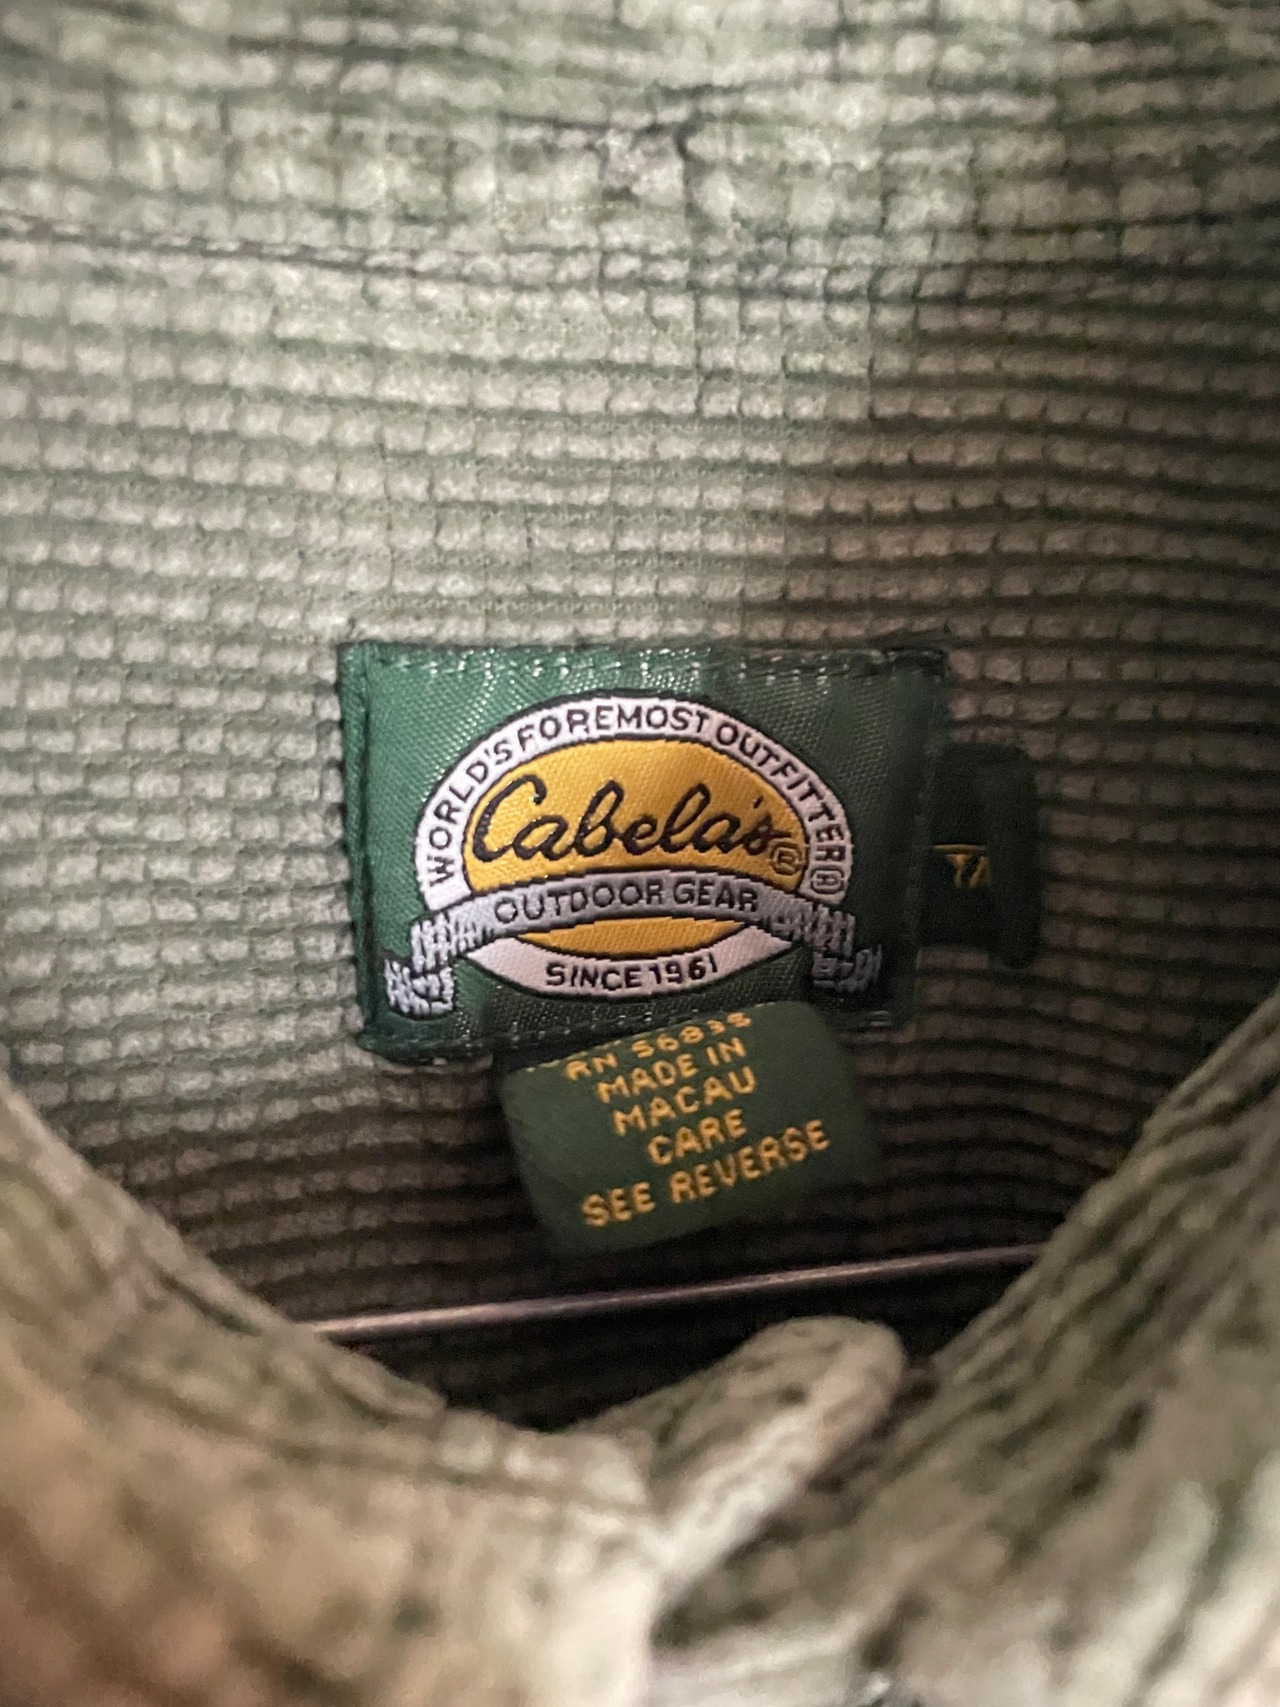 WORLD'S FOREMOST OUTFITTER®
Cabela's®
OUTDOOR GEAR
SINCE 1961
RN 56835
MADE IN
MACAU
CARE
SEE REVERSE